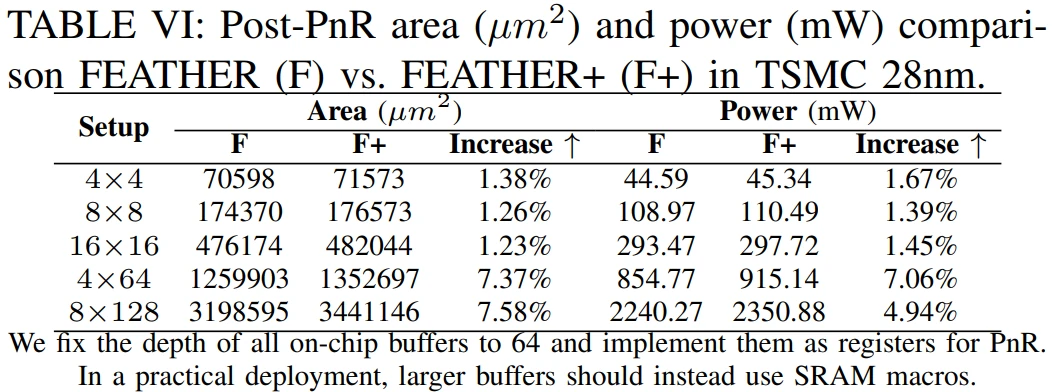 TABLE VI: Post-PnR area (μm²) and power (mW) compari-
son FEATHER (F) vs. FEATHER+ (F+) in TSMC 28nm.
Setup Area (μm²) Power (mW)
F F+ Increase ↑ F F+ Increase ↑
4×4 70598 71573 1.38% 44.59 45.34 1.67%
8×8 174370 176573 1.26% 108.97 110.49 1.39%
16×16 476174 482044 1.23% 293.47 297.72 1.45%
4×64 1259903 1352697 7.37% 854.77 915.14 7.06%
8×128 3198595 3441146 7.58% 2240.27 2350.88 4.94%
We fix the depth of all on-chip buffers to 64 and implement them as registers for PnR.
In a practical deployment, larger buffers should instead use SRAM macros.